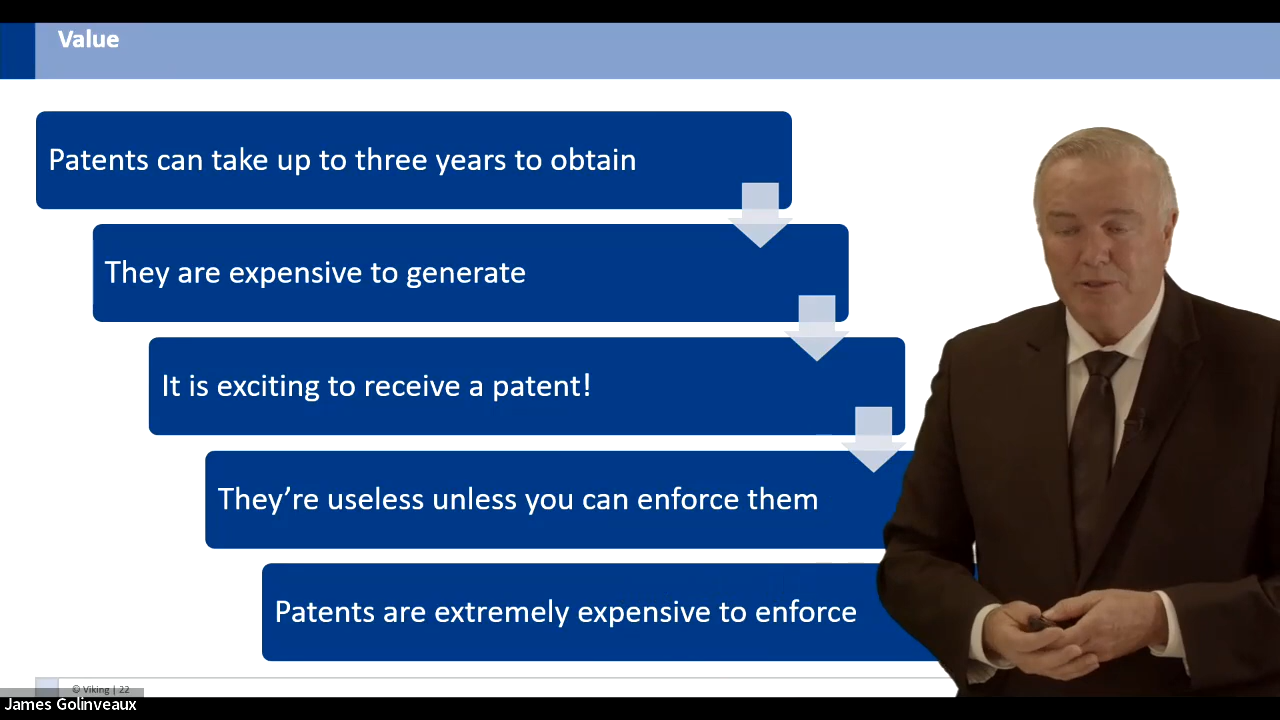 Value
Patents can take up to three years to obtain
They are expensive to generate
It is exciting to receive a patent!
They’re useless unless you can enforce them
Patents are extremely expensive to enforce
© Viking | 22
James Golinveaux